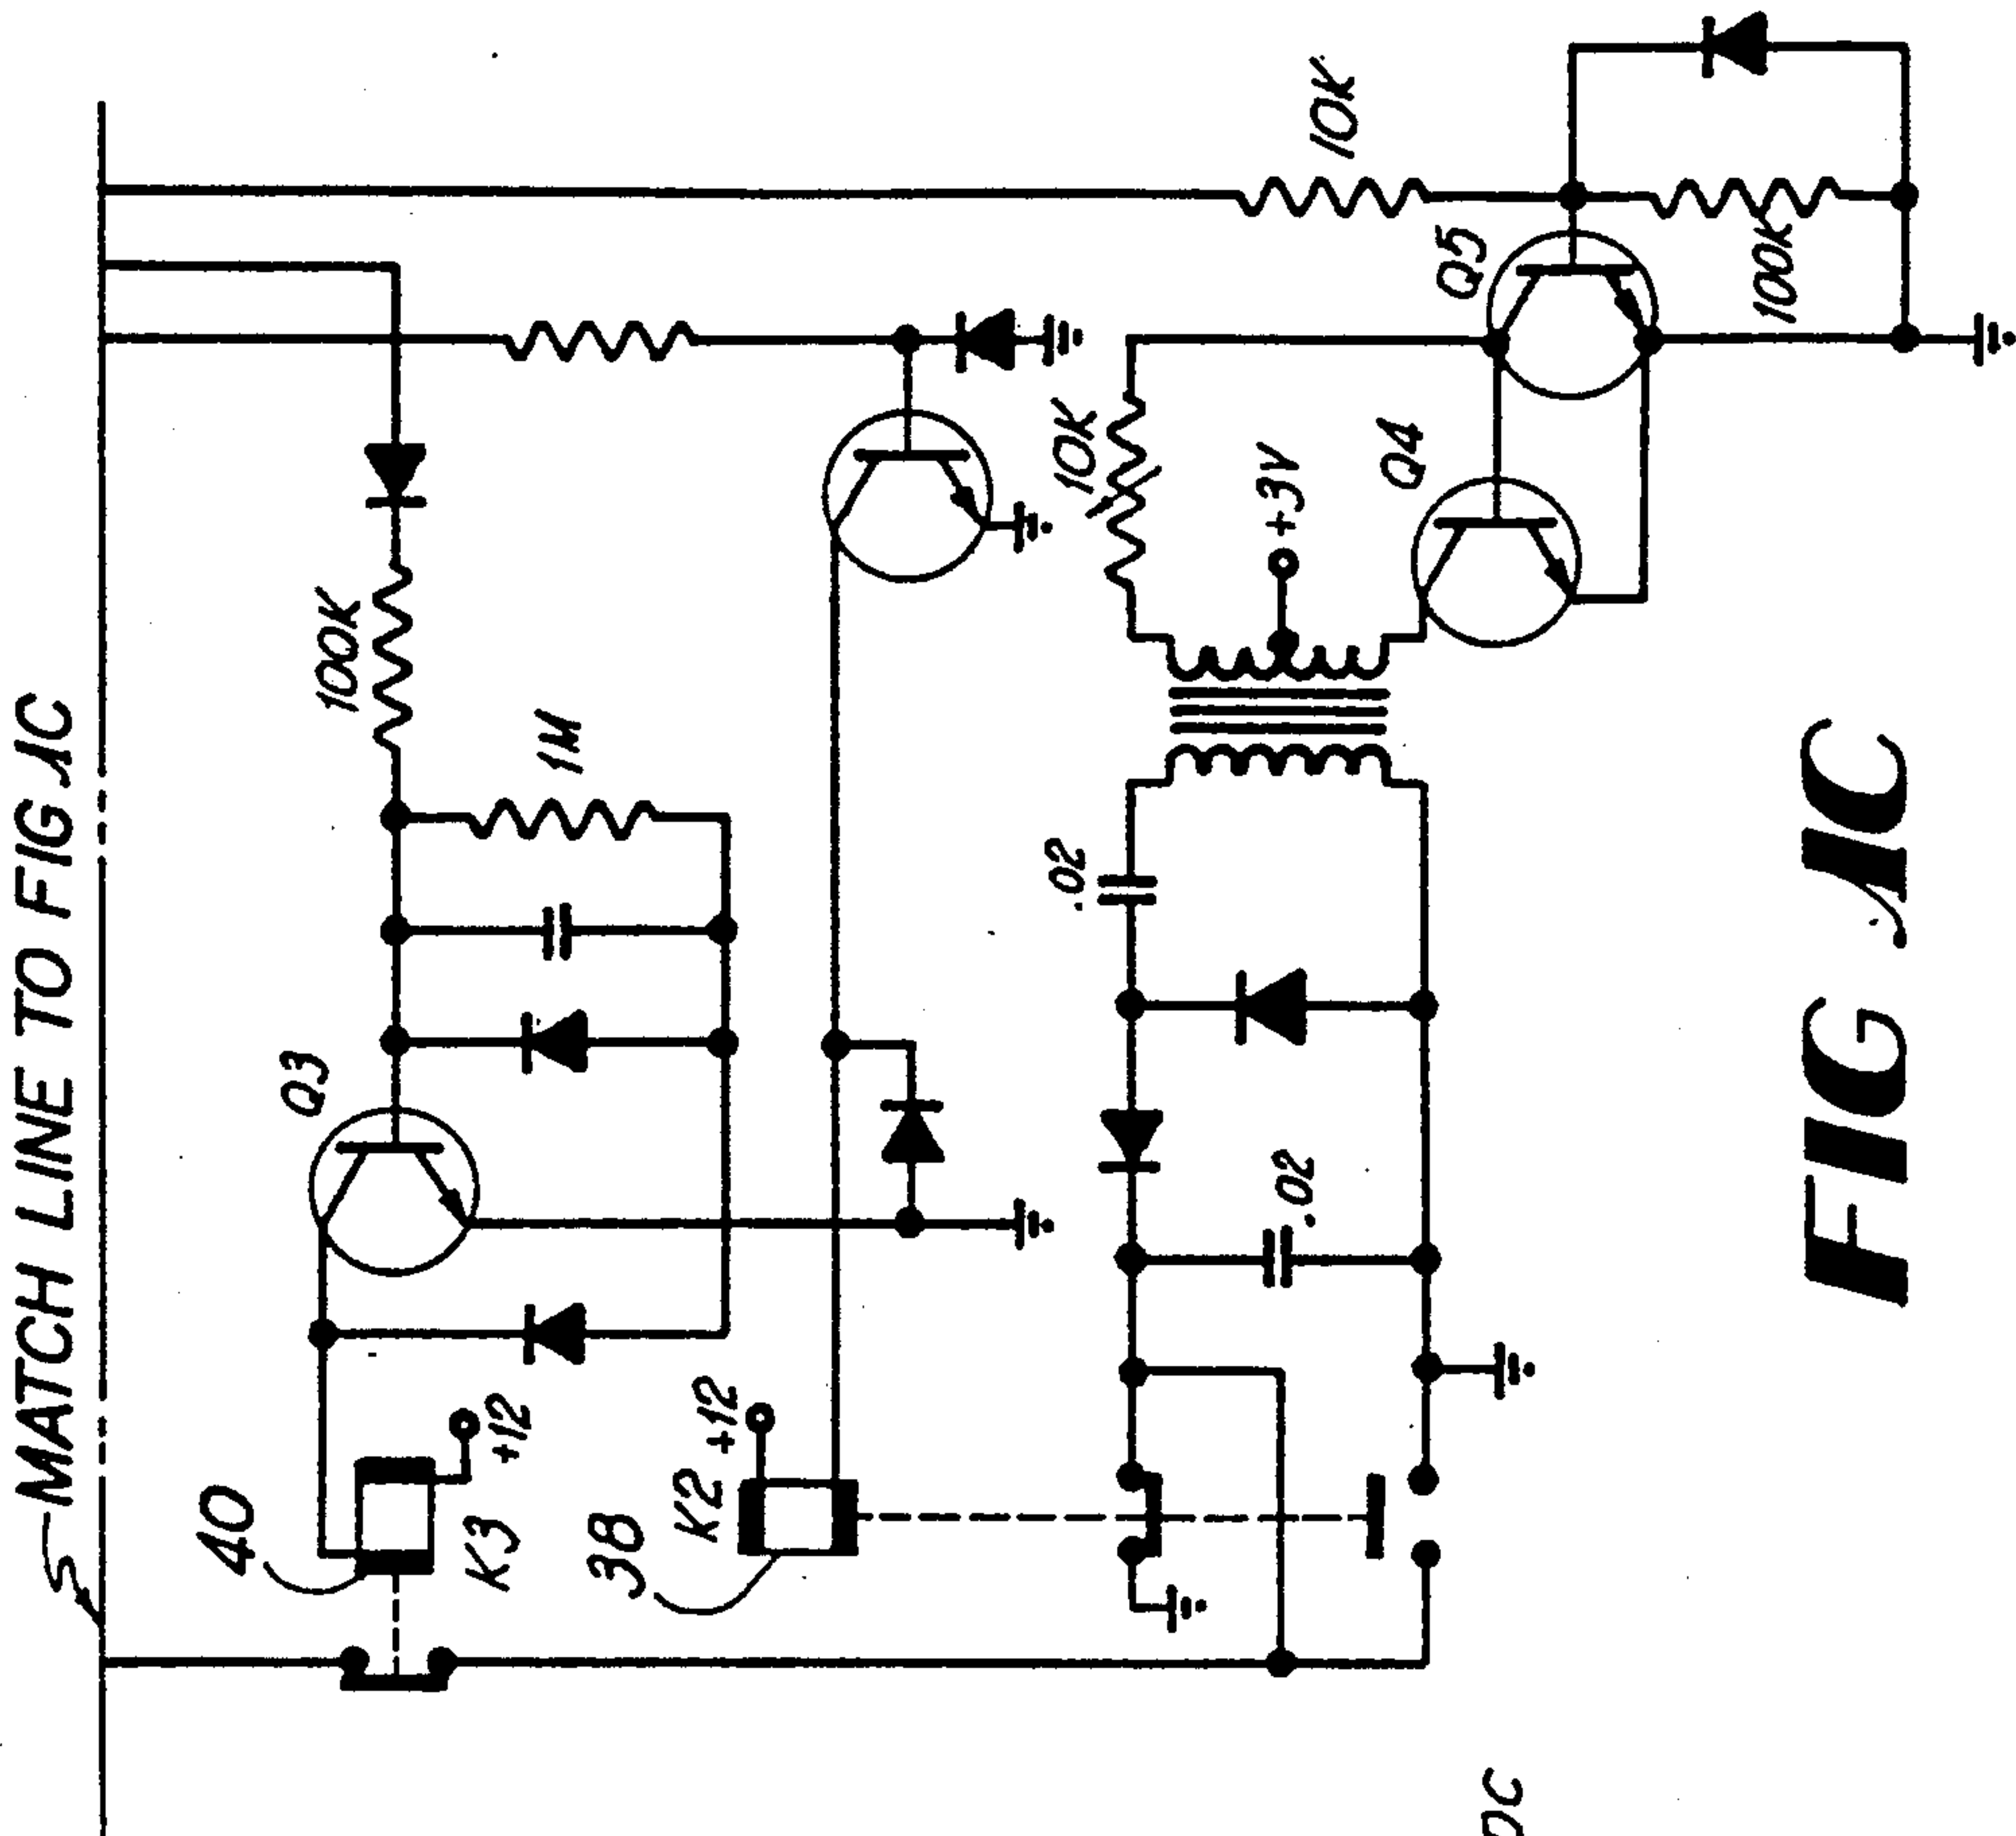 MATCH LINE TO FIG. 1C
40
K3
+12
38
K2
+12
Q3
1M
100K
.02
.02
10K
+3V
Q4
Q5
10K
100K
FIG 1C